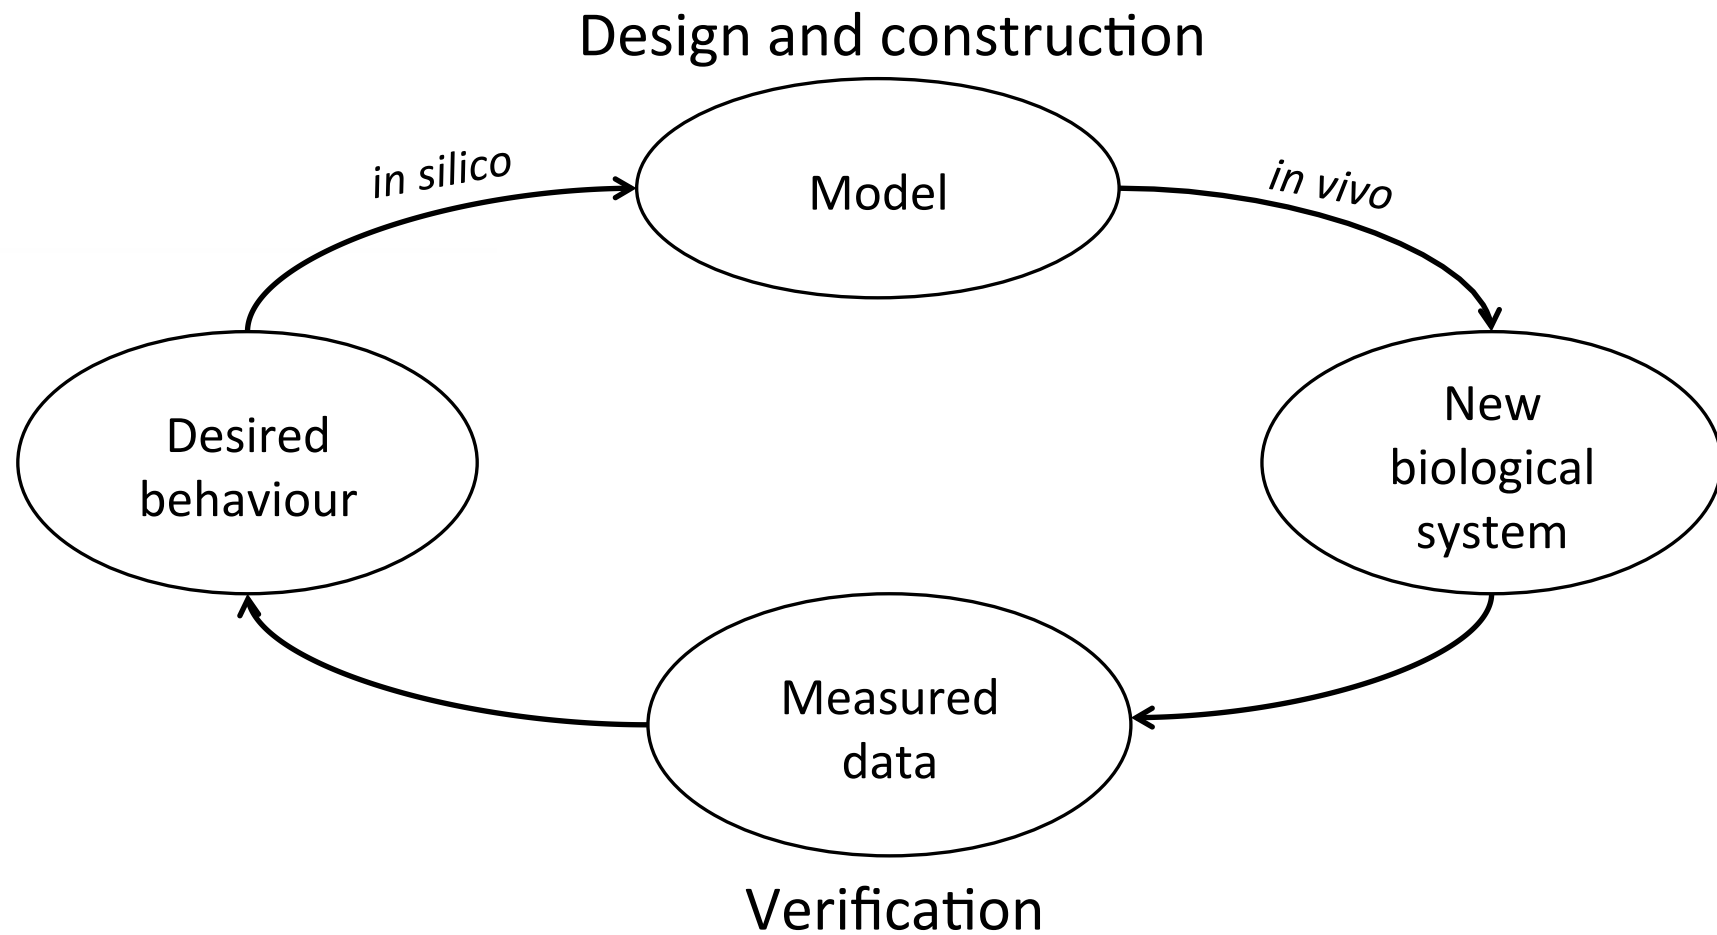 Design and construction
in silico
Model
in vivo
Desired
behaviour
New
biological
system
Measured
data
Verification